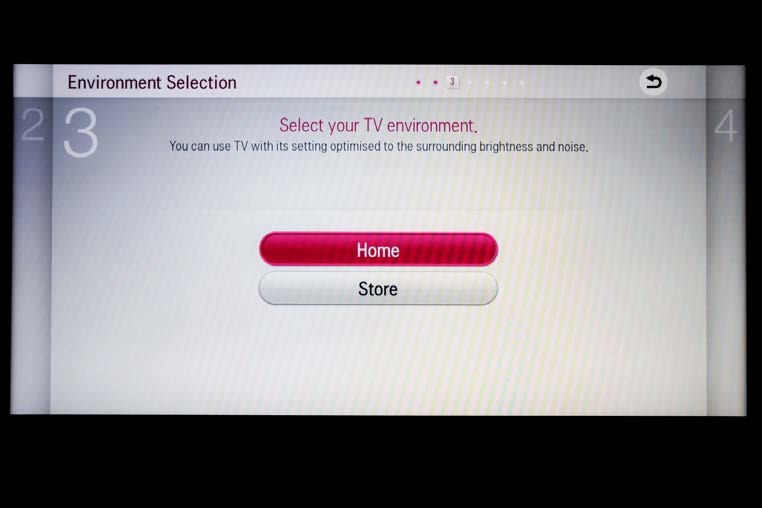 Environment Selection
3
2
3
4
Select your TV environment.
You can use TV with its setting optimised to the surrounding brightness and noise.
Home
Store